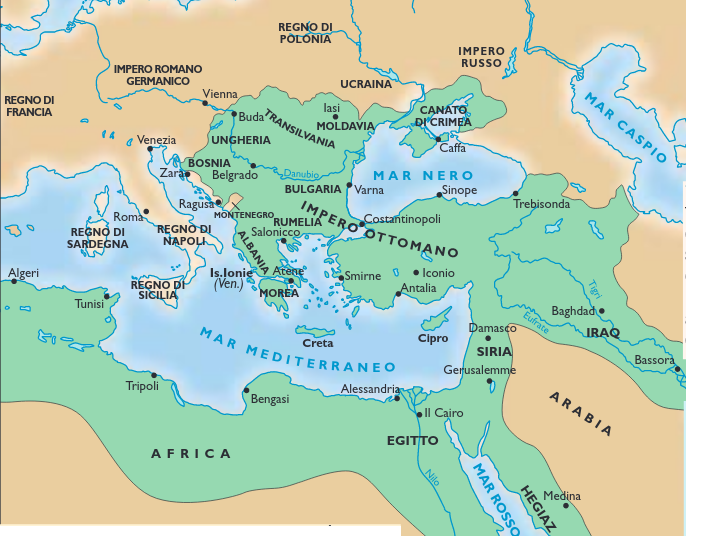 REGNO DI
POLONIA
IMPERO
RUSSO
IMPERO ROMANO
GERMANICO
UCRAINA
Vienna
REGNO DI
FRANCIA
Iasi
CANATO
DI CRIMEA
MAR CASPIO
Buda
TRANSILVANIA
MOLDAVIA
Venezia
UNGHERIA
Caffa
BOSNIA
Zara
Belgrado
Danubio
MAR NERO
BULGARIA
Varna
Sinope
Trebisonda
Ragusa
MONTENEGRO
RUMELIA
IMPERO OTTOMANO
Costantinopoli
Roma
REGNO DI
SARDEGNA
REGNO DI
NAPOLI
ALBANIA
Salonicco
Algeri
Is.Ionie
(Ven.)
Atene
Smirne
Iconio
REGNO DI
SICILIA
MOREA
Antalia
Tigri
Tunisi
Baghdad
Eufrate
IRAQ
MAR MEDITERRANEO
Creta
Cipro
Damasco
SIRIA
Bassora
Gerusalemme
Tripoli
Bengasi
Alessandria
ARABIA
Il Cairo
EGITTO
AFRICA
Nilo
MAR ROSSO
HEGIAZ
Medina